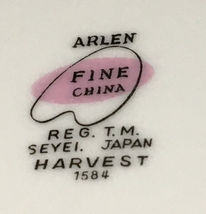 ARLEN
FINE
CHINA
REG. T. M.
SEYEI. JAPAN
HARVEST
1584